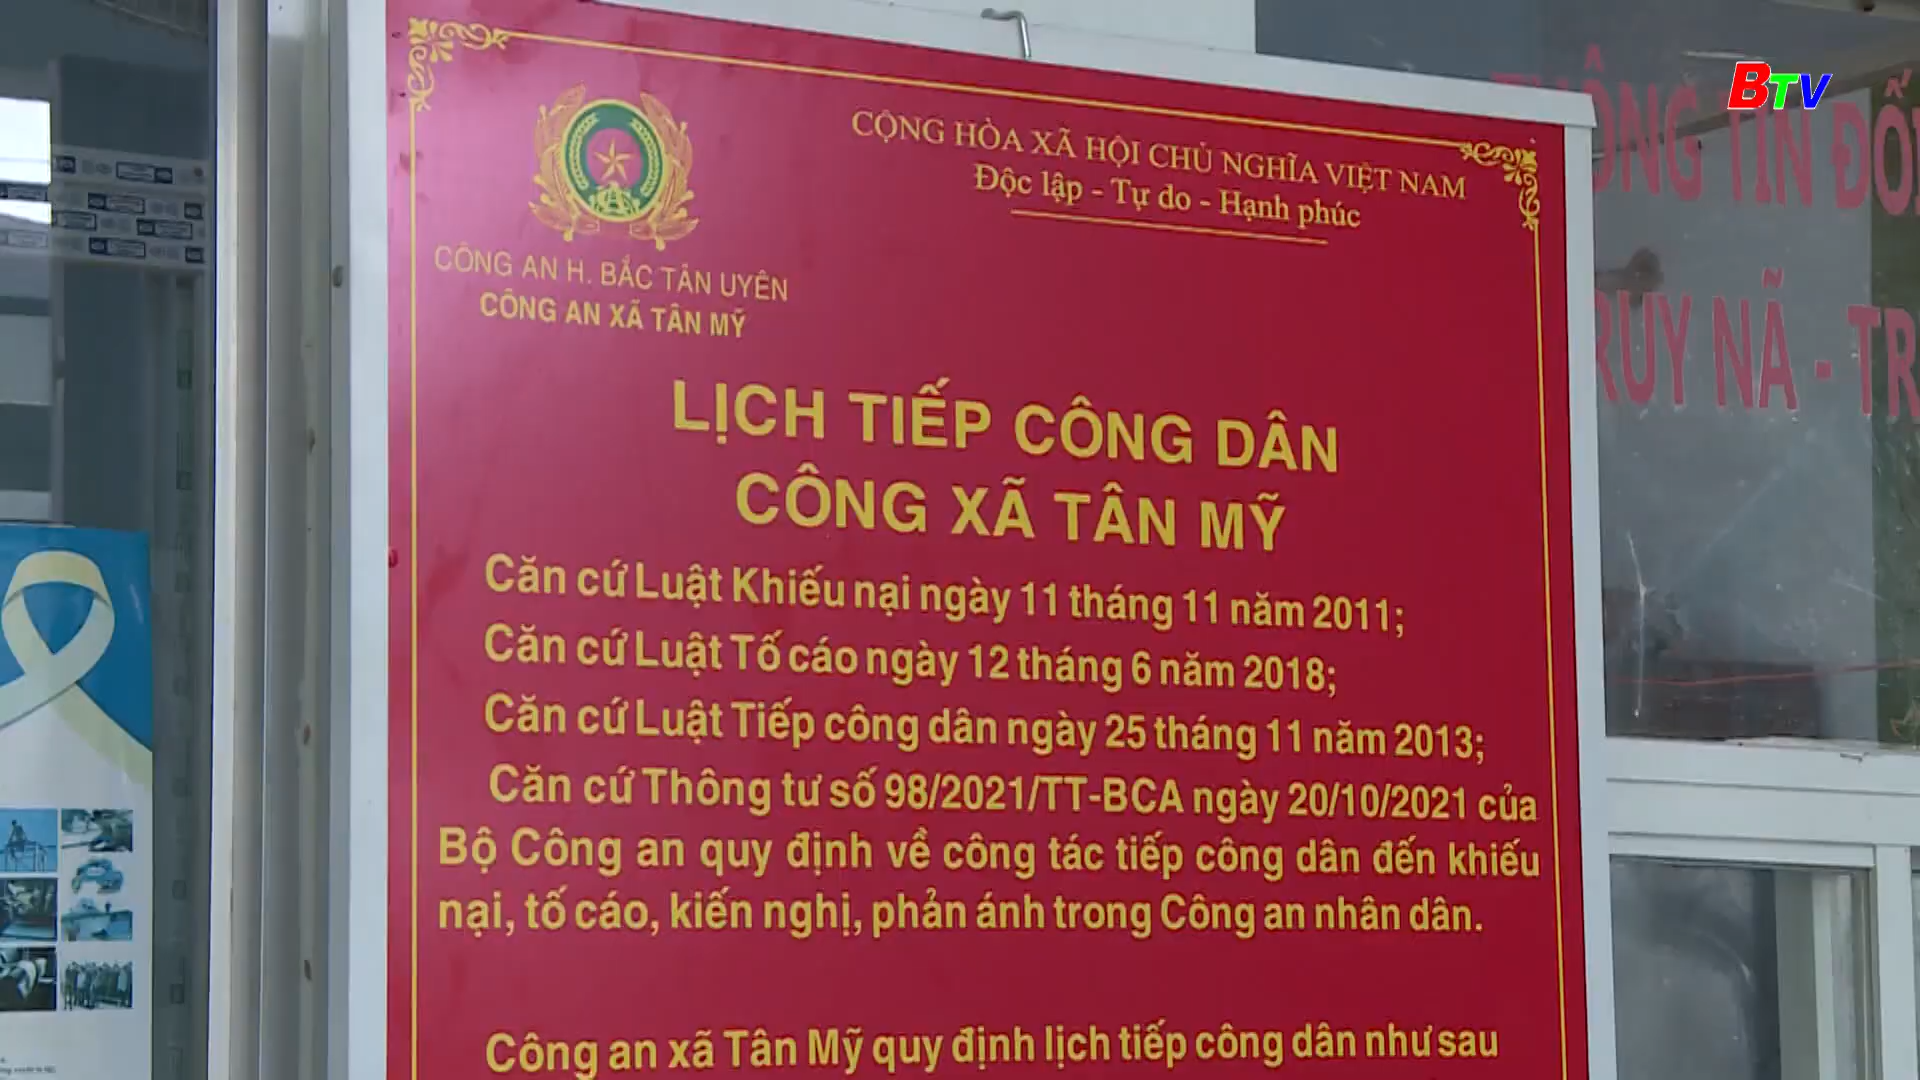 BTV
CỘNG HÒA XÃ HỘI CHỦ NGHĨA VIỆT NAM
Độc lập - Tự do - Hạnh phúc
CÔNG AN H. BẮC TÂN UYÊN
CÔNG AN XÃ TÂN MỸ
LỊCH TIẾP CÔNG DÂN
CÔNG XÃ TÂN MỸ
Căn cứ Luật Khiếu nại ngày 11 tháng 11 năm 2011;
Căn cứ Luật Tố cáo ngày 12 tháng 6 năm 2018;
Căn cứ Luật Tiếp công dân ngày 25 tháng 11 năm 2013;
Căn cứ Thông tư số 98/2021/TT-BCA ngày 20/10/2021 của
Bộ Công an quy định về công tác tiếp công dân đến khiếu
nại, tố cáo, kiến nghị, phản ánh trong Công an nhân dân.
Công an xã Tân Mỹ quy định lịch tiếp công dân như sau
THÔNG TIN ĐỐI
TRUY NÃ - TR